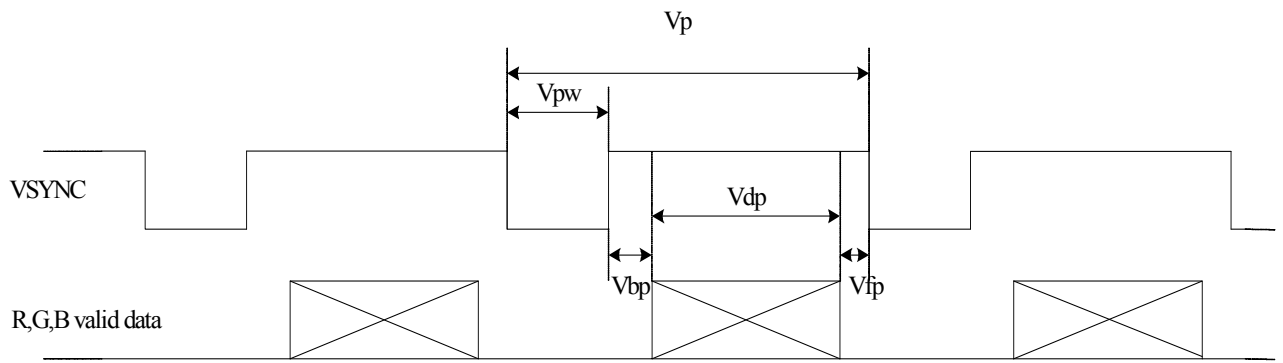 Vp
Vpw
VSYNC
Vdp
Vbp
Vfp
R,G,B valid data